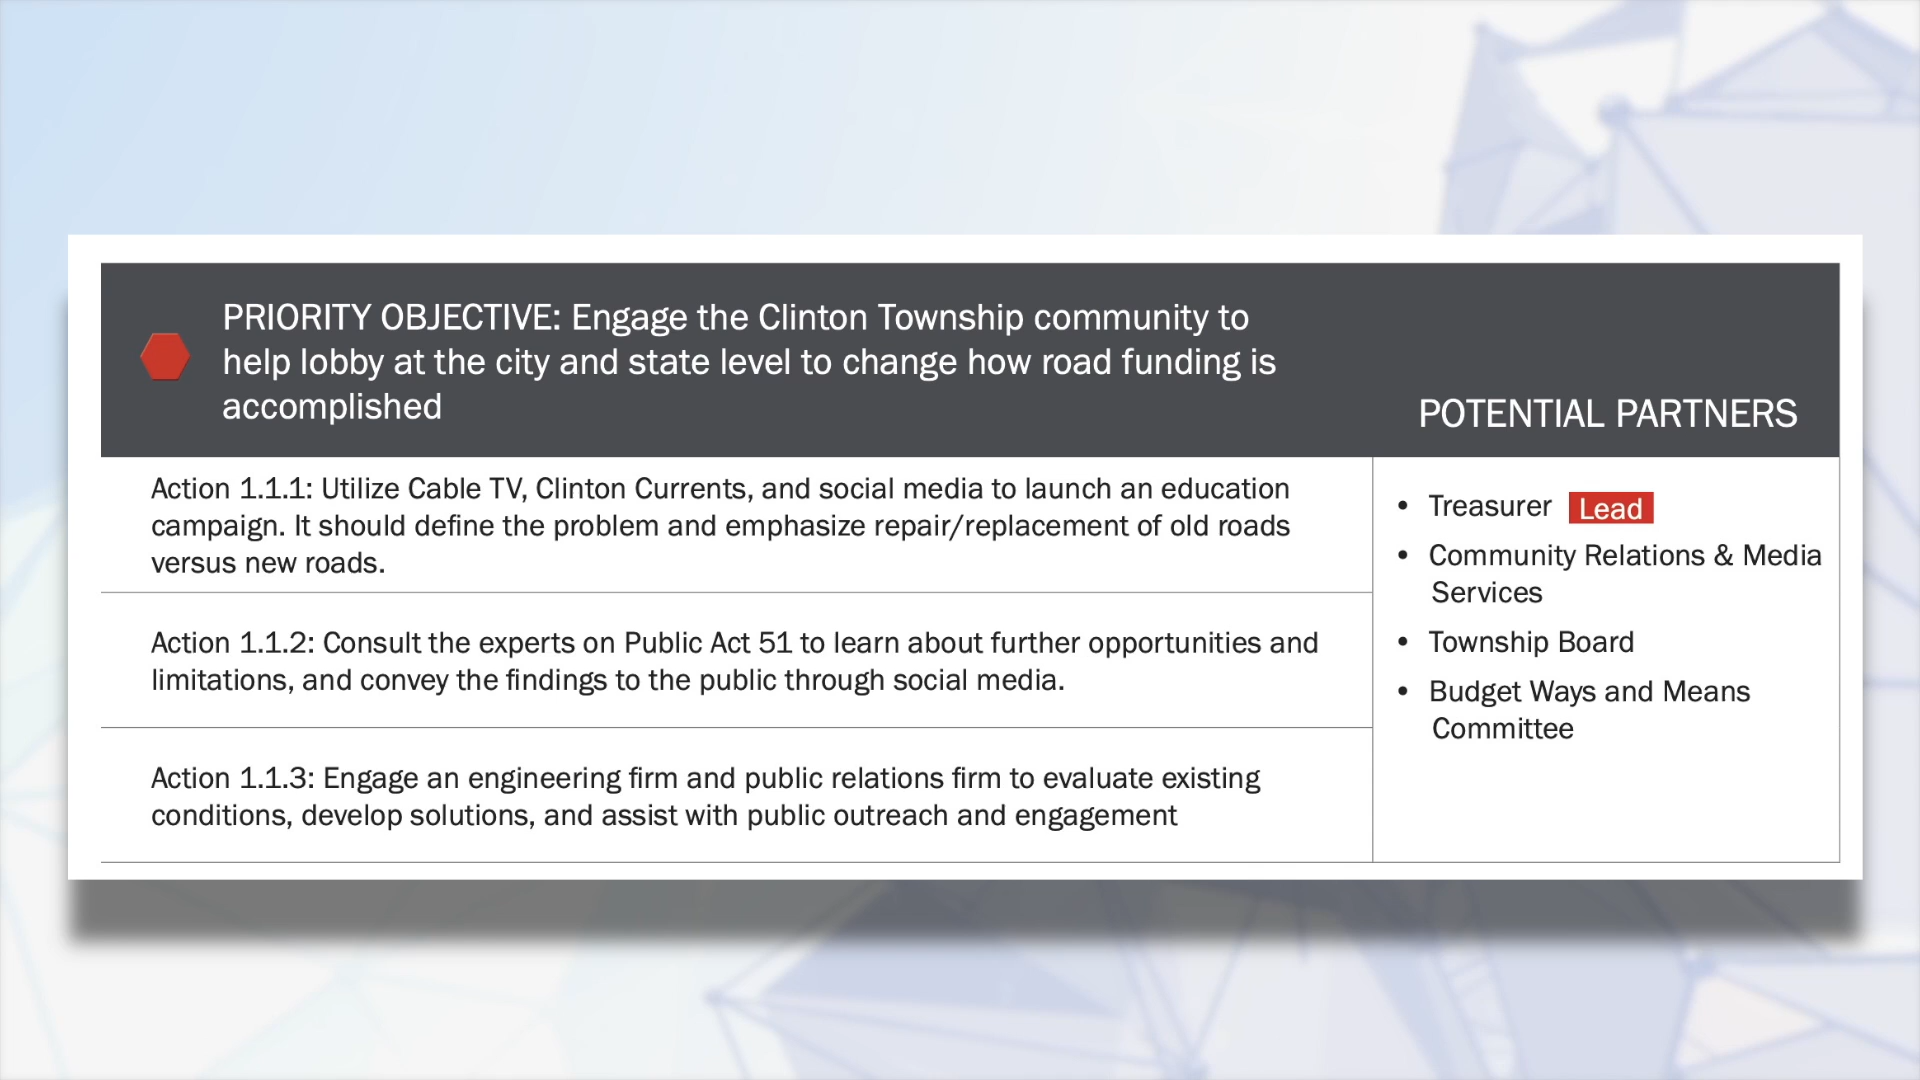 PRIORITY OBJECTIVE: Engage the Clinton Township community to
help lobby at the city and state level to change how road funding is
accomplished
POTENTIAL PARTNERS
Action 1.1.1: Utilize Cable TV, Clinton Currents, and social media to launch an education
campaign. It should define the problem and emphasize repair/replacement of old roads
versus new roads.
Action 1.1.2: Consult the experts on Public Act 51 to learn about further opportunities and
limitations, and convey the findings to the public through social media.
Action 1.1.3: Engage an engineering firm and public relations firm to evaluate existing
conditions, develop solutions, and assist with public outreach and engagement
• Treasurer Lead
• Community Relations & Media
Services
• Township Board
• Budget Ways and Means
Committee